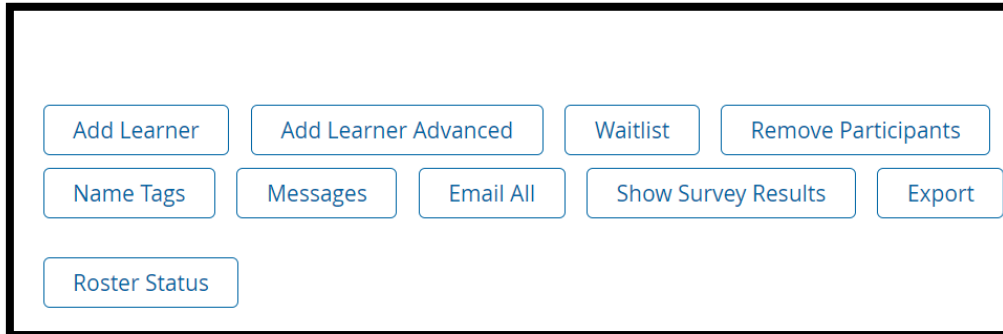 Add Learner Add Learner Advanced Waitlist Remove Participants
Name Tags Messages Email All Show Survey Results Export
Roster Status